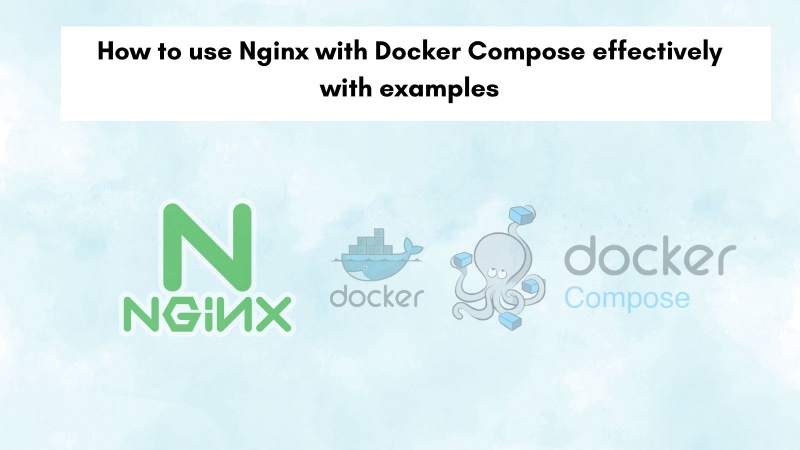 How to use Nginx with Docker Compose effectively
with examples
N
NGiNX
docker
docker
Compose